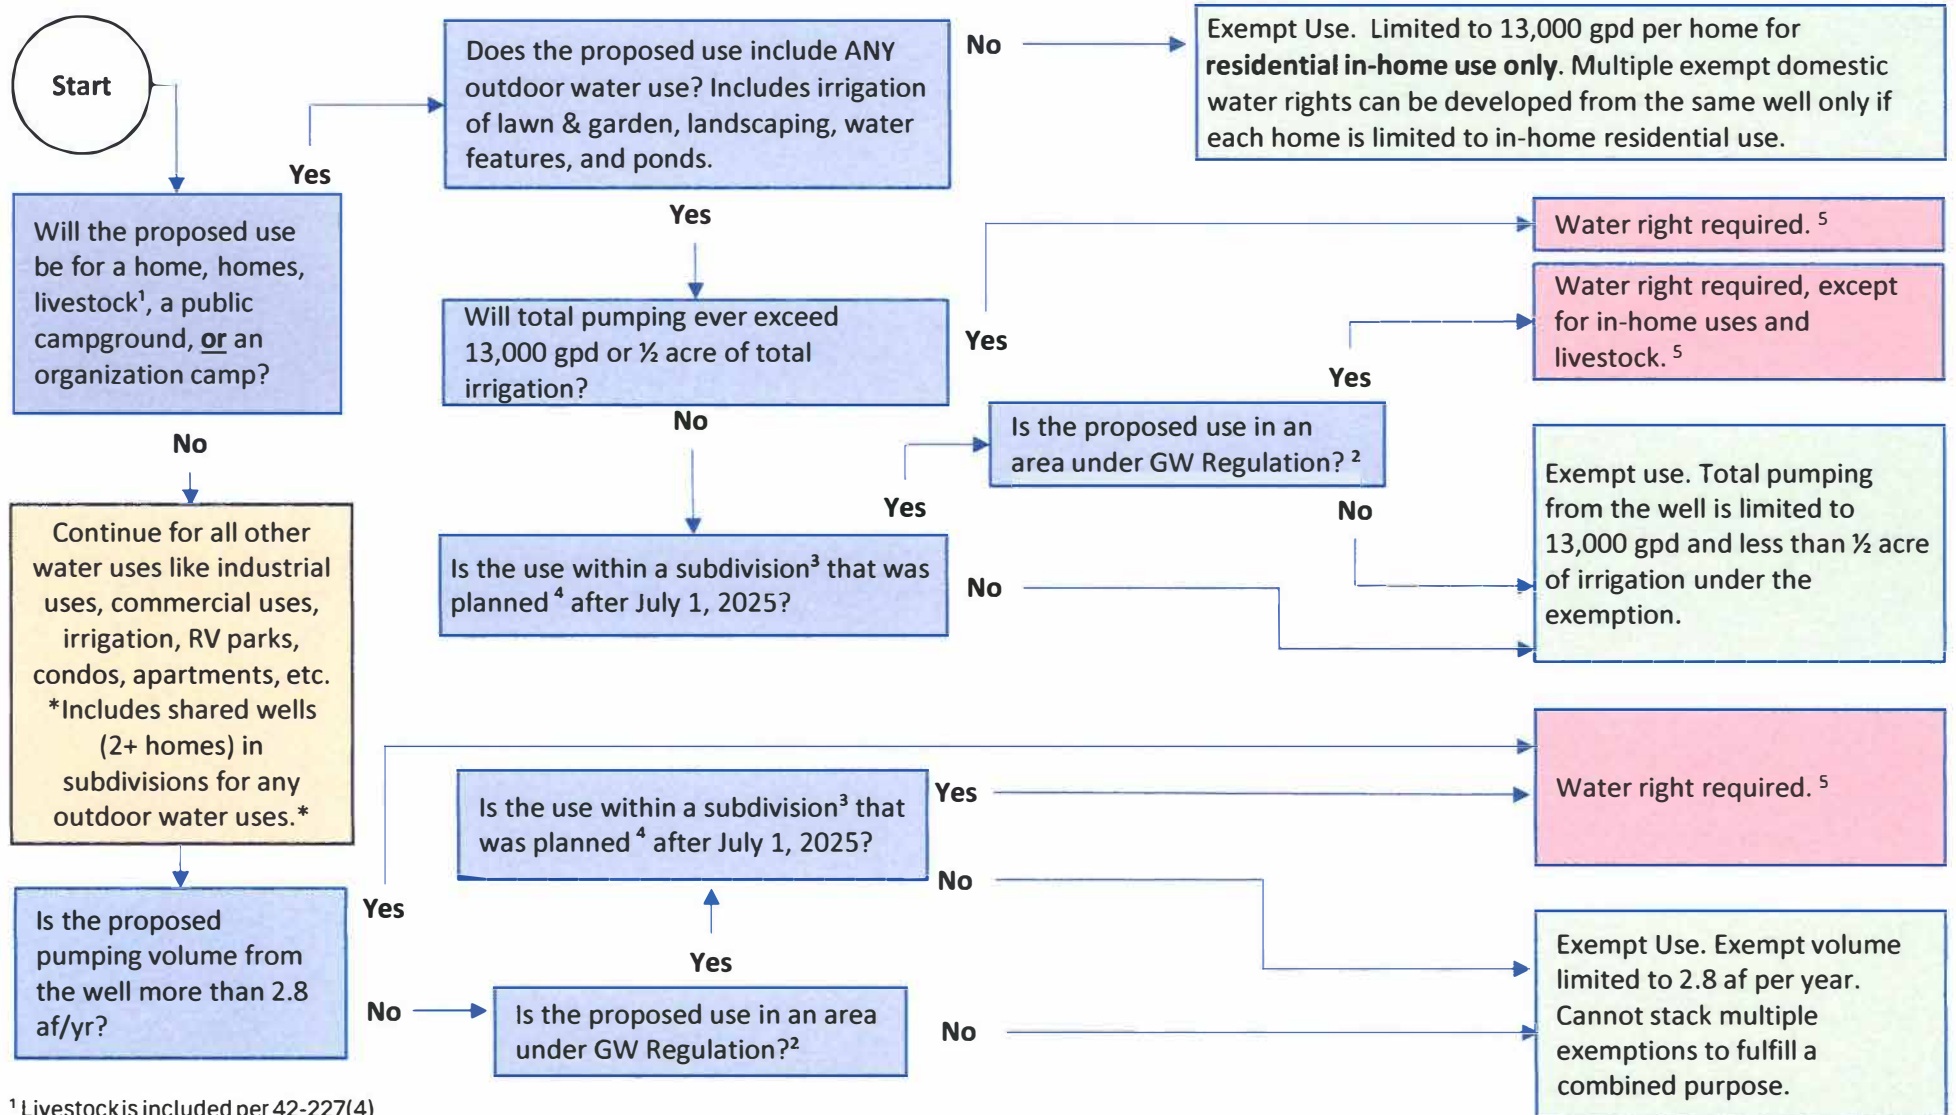 Start
Will the proposed use
be for a home, homes,
livestock¹, a public
campground, or an
organization camp?
Yes
Does the proposed use include ANY
outdoor water use? Includes irrigation
of lawn & garden, landscaping, water
features, and ponds.
No
Exempt Use. Limited to 13,000 gpd per home for
residential in-home use only. Multiple exempt domestic
water rights can be developed from the same well only if
each home is limited to in-home residential use.
Yes
Will total pumping ever exceed
13,000 gpd or ½ acre of total
irrigation?
Yes
Water right required. ⁵
No
Is the use within a subdivision³ that was
planned ⁴ after July 1, 2025?
Yes
Is the proposed use in an
area under GW Regulation? ²
Yes
Water right required, except
for in-home uses and
livestock. ⁵
No
No
Exempt use. Total pumping
from the well is limited to
13,000 gpd and less than ½ acre
of irrigation under the
exemption.
No
Continue for all other
water uses like industrial
uses, commercial uses,
irrigation, RV parks,
condos, apartments, etc.
*Includes shared wells
(2+ homes) in
subdivisions for any
outdoor water uses.*
Is the proposed
pumping volume from
the well more than 2.8
af/yr?
Yes
No
Is the proposed use in an area
under GW Regulation?²
Yes
Is the use within a subdivision³ that
was planned ⁴ after July 1, 2025?
Yes
Water right required. ⁵
No
No
Exempt Use. Exempt volume
limited to 2.8 af per year.
Cannot stack multiple
exemptions to fulfill a
combined purpose.
¹ Livestock is included per 42-227(4)